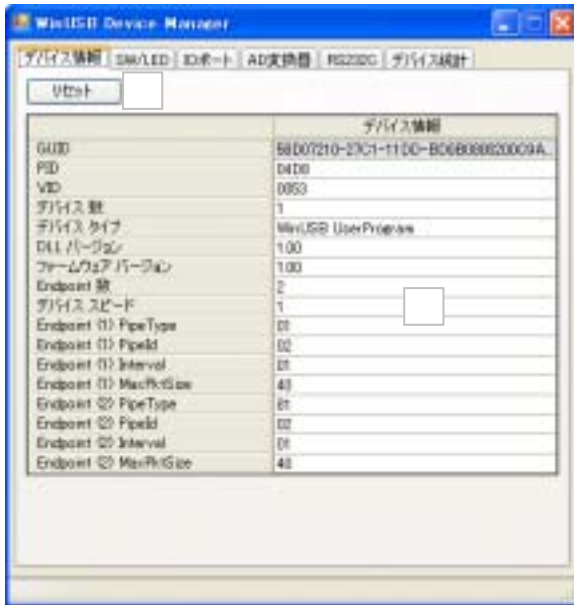 WinUSB Device Manager
デバイス情報 SW/LED IOポート AD変換器 RS232C デバイス統計
リセット
デバイス情報
GUID
PID 04D8
VID 0053
デバイス 数 1
デバイス タイプ WinUSB UserProgram
DLL バージョン 1.00
ファームウェア バージョン 1.00
Endpoint 数 2
デバイス スピード 1
Endpoint (1) PipeType 01
Endpoint (1) PipeId 02
Endpoint (1) Interval 01
Endpoint (1) MaxPktSize 40
Endpoint (2) PipeType 81
Endpoint (2) PipeId 02
Endpoint (2) Interval 01
Endpoint (2) MaxPktSize 40